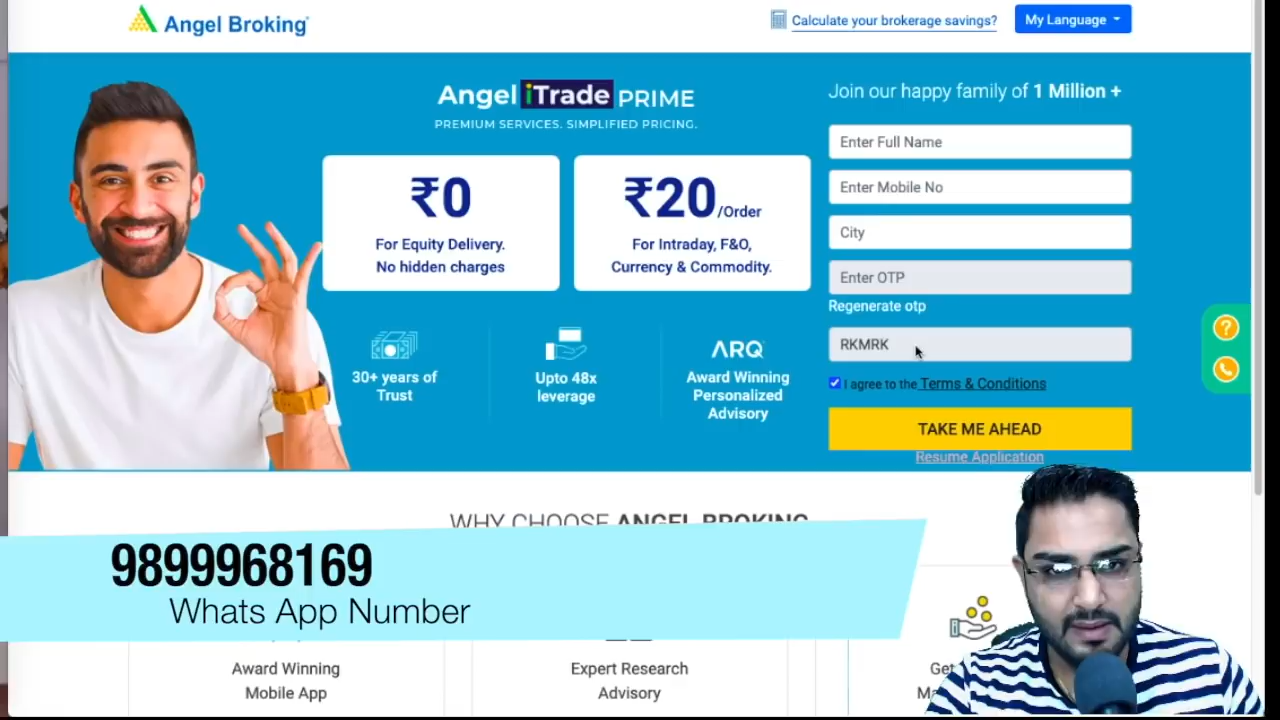 Angel Broking
Calculate your brokerage savings?
My Language
Angel iTrade PRIME
PREMIUM SERVICES. SIMPLIFIED PRICING.
₹0
For Equity Delivery.
No hidden charges
₹20/Order
For Intraday, F&O,
Currency & Commodity.
30+ years of
Trust
Upto 48x
leverage
ARQ
Award Winning
Personalized
Advisory
Join our happy family of 1 Million +
Enter Full Name
Enter Mobile No
City
Enter OTP
Regenerate otp
RKMRK
I agree to the Terms & Conditions
TAKE ME AHEAD
Resume Application
WHY CHOOSE ANGEL BROKING
9899968169
Whats App Number
Award Winning
Mobile App
Expert Research
Advisory